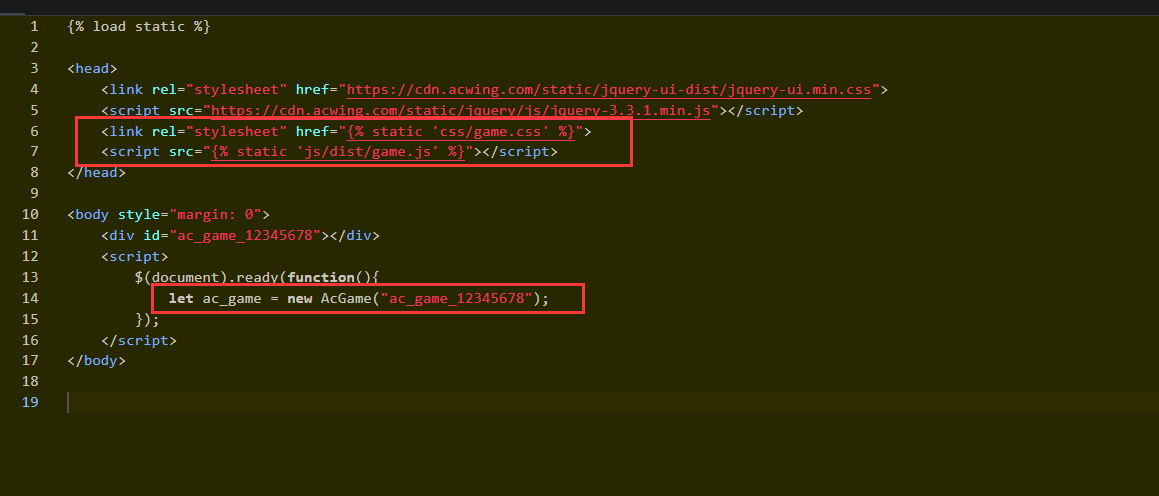 1 {% load static %}
2
3 <head>
4     <link rel="stylesheet" href="https://cdn.acwing.com/static/jquery-ui-dist/jquery-ui.min.css">
5     <script src="https://cdn.acwing.com/static/jquery/js/jquery-3.3.1.min.js"></script>
6     <link rel="stylesheet" href="{% static 'css/game.css' %}">
7     <script src="{% static 'js/dist/game.js' %}"></script>
8 </head>
9
10 <body style="margin: 0">
11     <div id="ac_game_12345678"></div>
12     <script>
13         $(document).ready(function(){
14             let ac_game = new AcGame("ac_game_12345678");
15         });
16     </script>
17 </body>
18
19